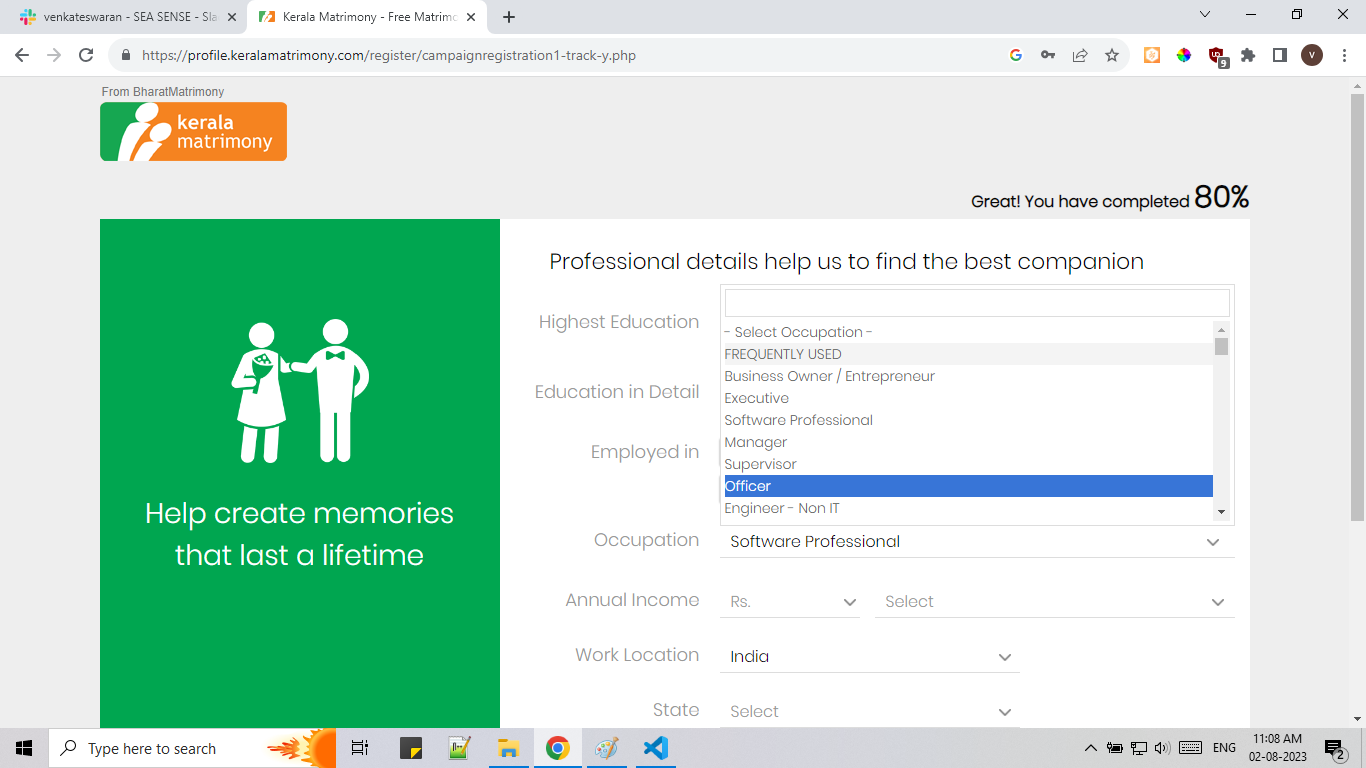 venkateswaran - SEA SENSE - Sla
Kerala Matrimony - Free Matrimo
https://profile.keralamatrimony.com/register/campaignregistration1-track-y.php
9
V
From BharatMatrimony
kerala
matrimony
Great! You have completed 80%
Professional details help us to find the best companion
Highest Education
- Select Occupation -
FREQUENTLY USED
Business Owner / Entrepreneur
Executive
Software Professional
Manager
Supervisor
Officer
Engineer - Non IT
Education in Detail
Employed in
Help create memories
that last a lifetime
Occupation
Software Professional
Annual Income
Rs.
Select
Work Location
India
State
Select
Type here to search
ENG
11:08 AM
02-08-2023
2